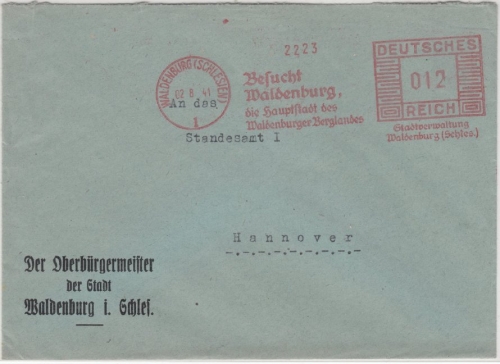 2223
WALDENBURG (SCHLESIEN)
02.8.41
1
Besucht
Waldenburg,
die Hauptstadt des
Waldenburger Berglandes
DEUTSCHES
012
REICH
Stadtverwaltung
Waldenburg (Schles.)
An das
Standesamt I
Hannover
Der Oberbürgermeister
der Stadt
Waldenburg i. Schles.